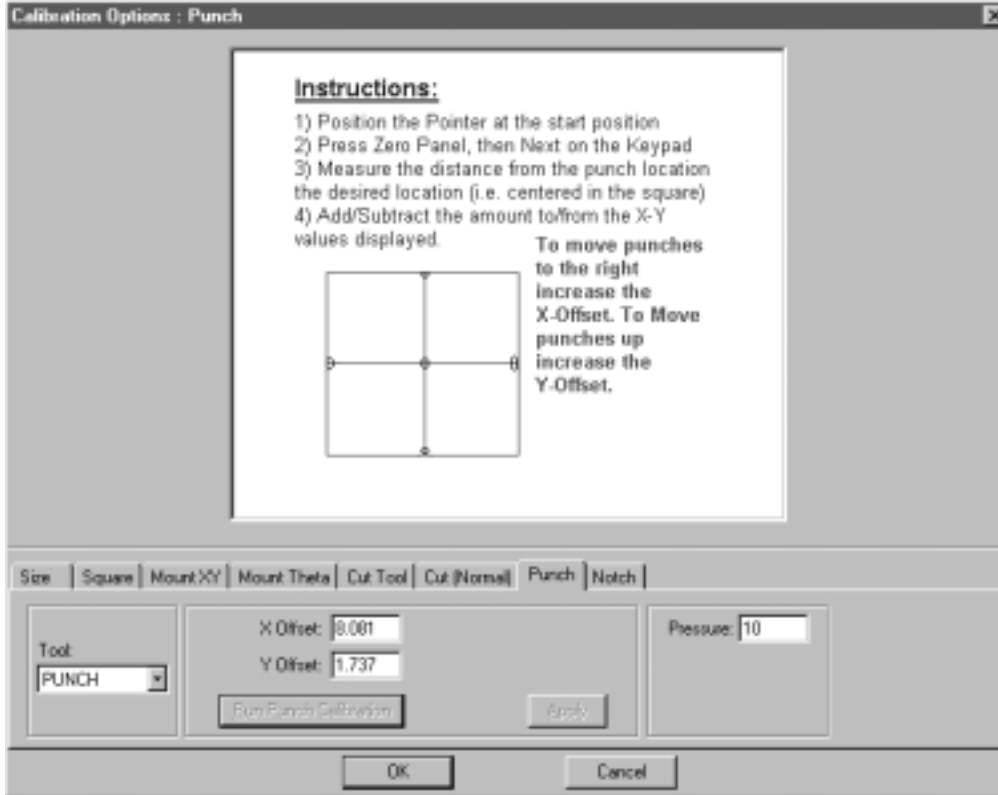 Calibration Options : Punch
Instructions:
1) Position the Pointer at the start position
2) Press Zero Panel, then Next on the Keypad
3) Measure the distance from the punch location
the desired location (i.e. centered in the square)
4) Add/Subtract the amount to/from the X-Y
values displayed.
To move punches
to the right
increase the
X-Offset. To Move
punches up
increase the
Y-Offset.
Size Square Mount XY Mount Theta Cut Tool Cut (Normal) Punch Notch
Tool:
PUNCH
X Offset: 8.081
Y Offset: 1.737
Run Punch Calibration
Apply
Pressure: 10
OK Cancel